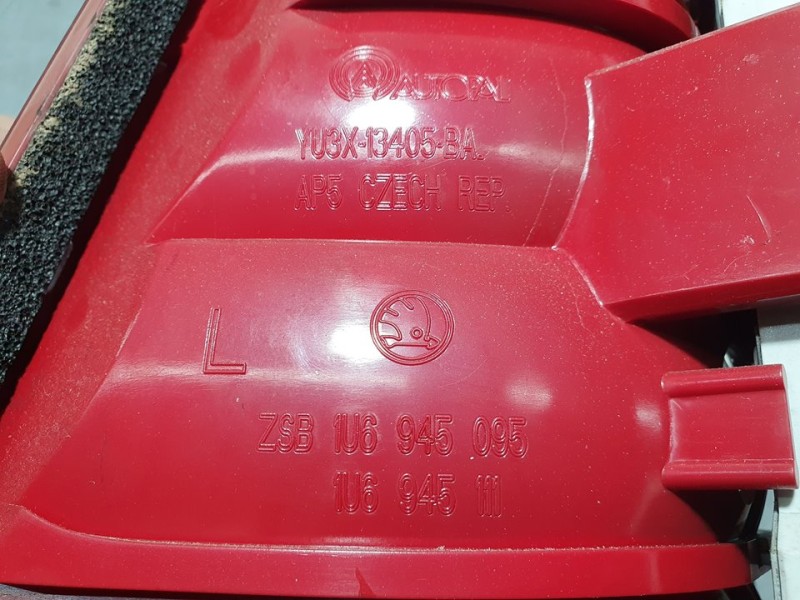 AUTOPAL
YU3X-13405-BA.
AP5 CZECH REP.
L
ZSB 1U6 945 095
1U6 945 111